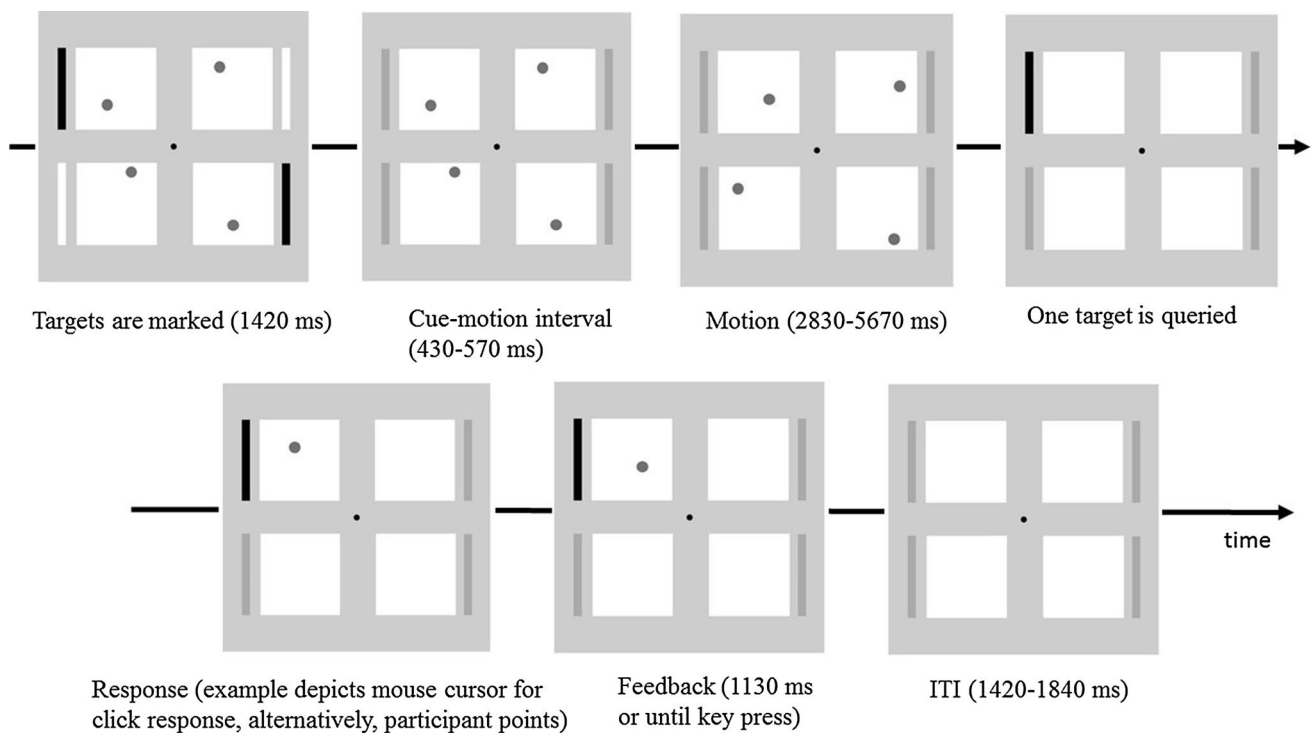 Targets are marked (1420 ms)
Cue-motion interval
(430-570 ms)
Motion (2830-5670 ms)
One target is queried
time
Response (example depicts mouse cursor for
click response, alternatively, participant points)
Feedback (1130 ms
or until key press)
ITI (1420-1840 ms)